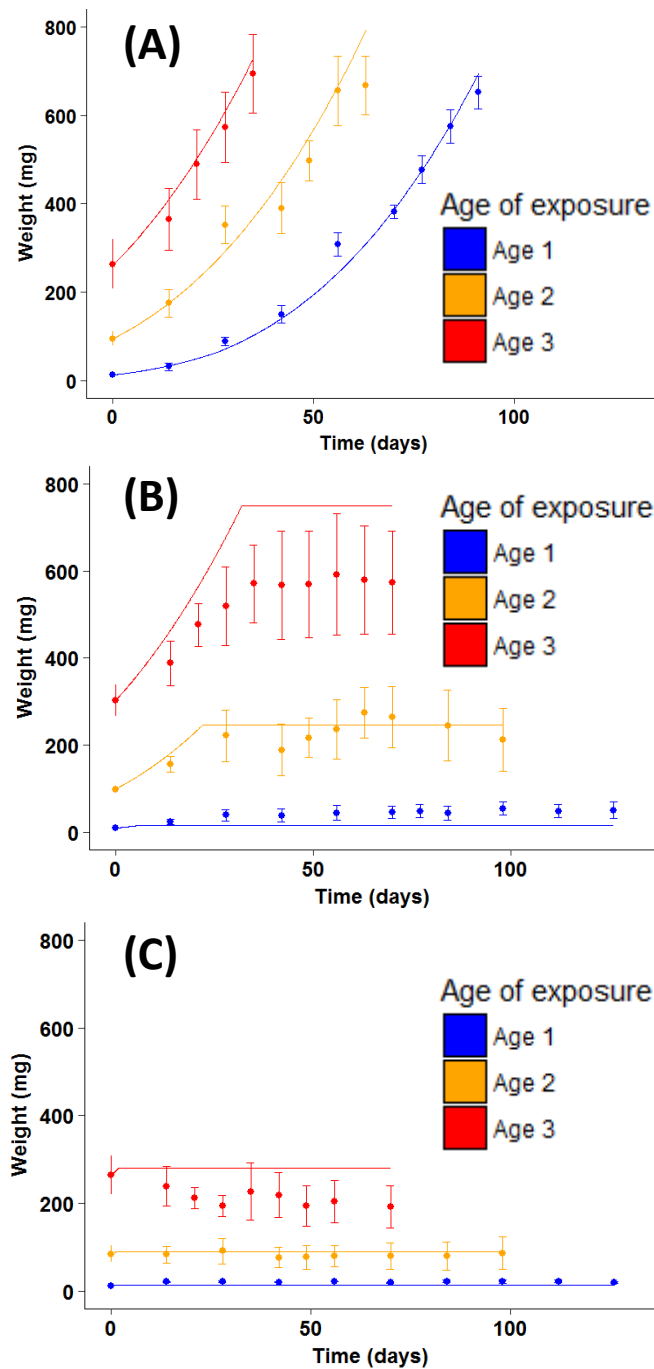 (A)
800
600
400
200
0
Weight (mg)
Age of exposure
Age 1
Age 2
Age 3
0 50 100
Time (days)
(B)
800
600
400
200
0
Weight (mg)
Age of exposure
Age 1
Age 2
Age 3
0 50 100
Time (days)
(C)
800
600
400
200
0
Weight (mg)
Age of exposure
Age 1
Age 2
Age 3
0 50 100
Time (days)